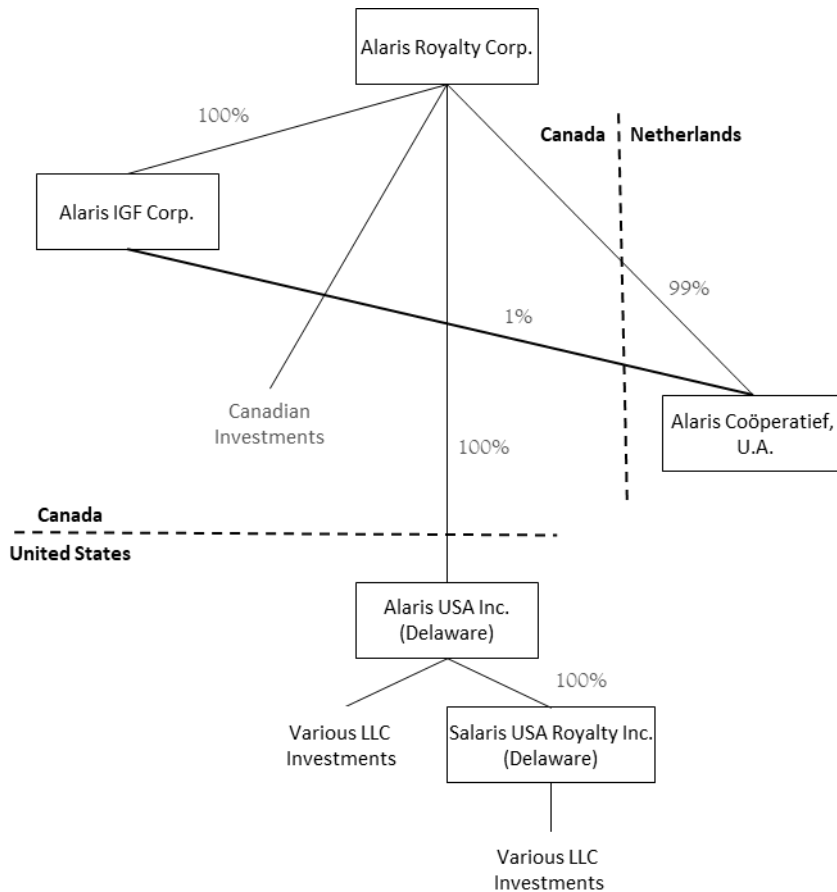 Alaris Royalty Corp.
100%
Canada
Netherlands
Alaris IGF Corp.
99%
1%
Canadian
Investments
Alaris Coöperatief,
U.A.
100%
Canada
United States
Alaris USA Inc.
(Delaware)
100%
Various LLC
Investments
Salaris USA Royalty Inc.
(Delaware)
Various LLC
Investments